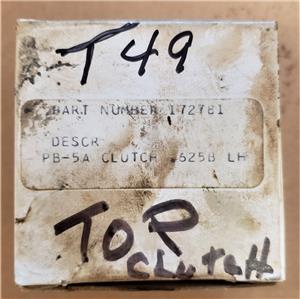 T49
PART NUMBER 172781
DESCR
PB-5A CLUTCH .625B LH
TOP
CLutcH